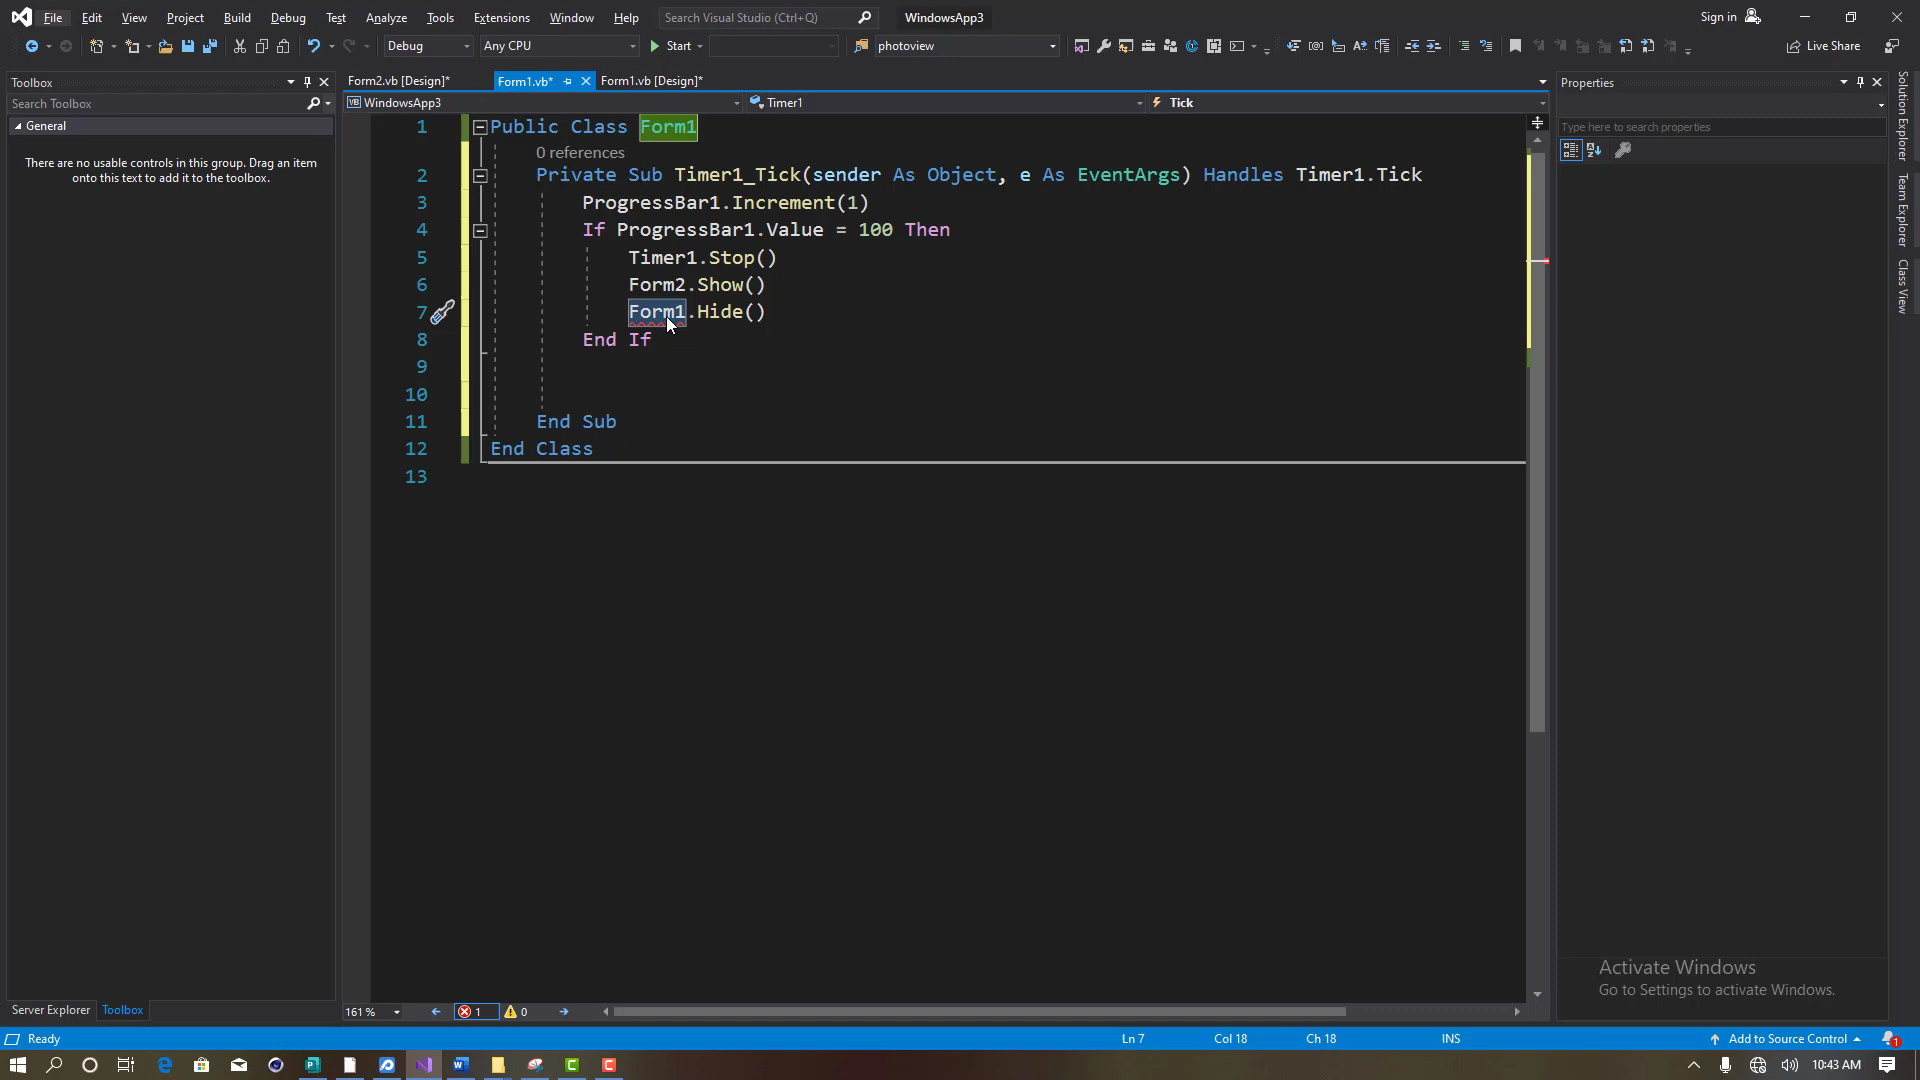 File Edit View Project Build Debug Test Analyze Tools Extensions Window Help Search Visual Studio (Ctrl+Q) WindowsApp3 Sign in
Debug Any CPU Start photoview Live Share
Toolbox
Search Toolbox
General
There are no usable controls in this group. Drag an item
onto this text to add it to the toolbox.
Server Explorer Toolbox
Form2.vb [Design]* Form1.vb* Form1.vb [Design]*
WindowsApp3 Timer1 Tick
1 Public Class Form1
0 references
2 Private Sub Timer1_Tick(sender As Object, e As EventArgs) Handles Timer1.Tick
3 ProgressBar1.Increment(1)
4 If ProgressBar1.Value = 100 Then
5 Timer1.Stop()
6 Form2.Show()
7 Form1.Hide()
8 End If
9
10
11 End Sub
12 End Class
13
161 % 1 0
Properties
Type here to search properties
Solution Explorer
Team Explorer
Class View
Activate Windows
Go to Settings to activate Windows.
Ready Ln 7 Col 18 Ch 18 INS Add to Source Control 1
10:43 AM